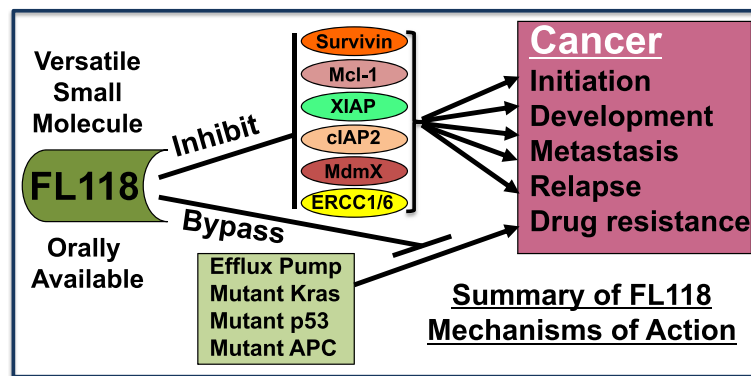 Versatile
Small
Molecule
FL118
Orally
Available
Inhibit
Bypass
Survivin
Mcl-1
XIAP
cIAP2
MdmX
ERCC1/6
Efflux Pump
Mutant Kras
Mutant p53
Mutant APC
Cancer
Initiation
Development
Metastasis
Relapse
Drug resistance
Summary of FL118
Mechanisms of Action